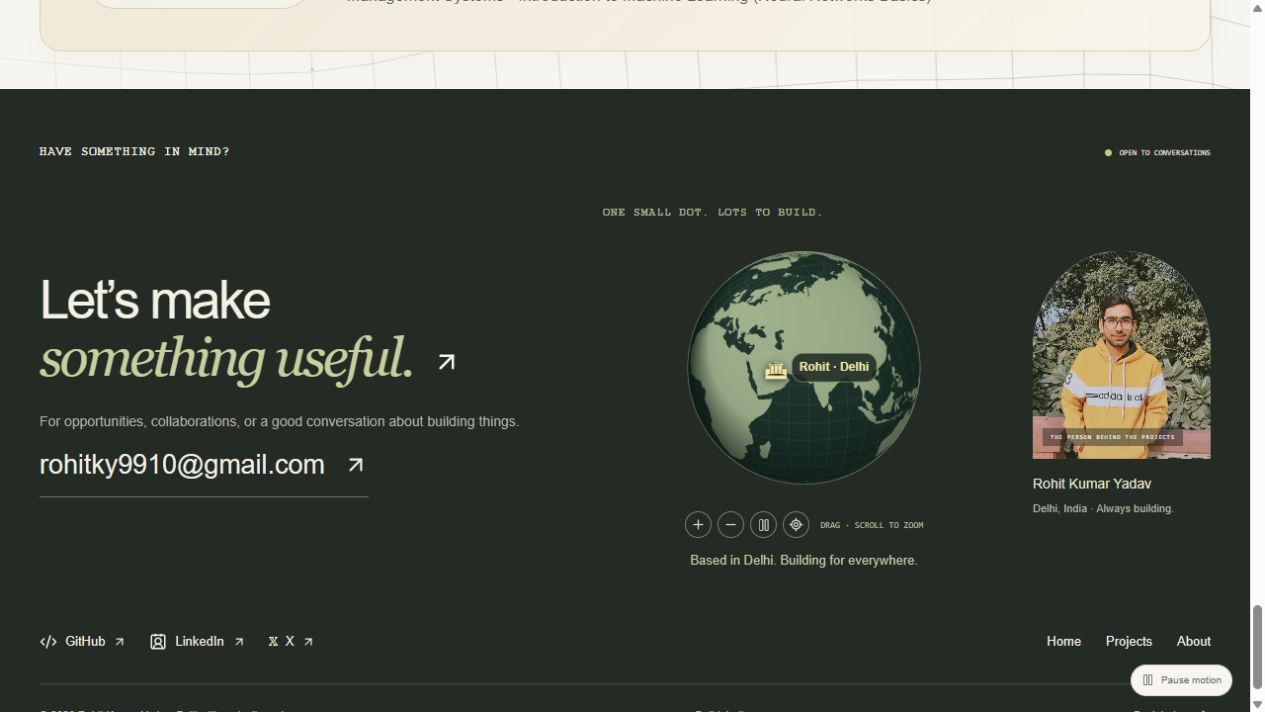 HAVE SOMETHING IN MIND?
OPEN TO CONVERSATIONS
ONE SMALL DOT. LOTS TO BUILD.
Let's make
something useful.
For opportunities, collaborations, or a good conversation about building things.
rohitky9910@gmail.com
Rohit · Delhi
DRAG · SCROLL TO ZOOM
Based in Delhi. Building for everywhere.
THE PERSON BEHIND THE PROJECTS
Rohit Kumar Yadav
Delhi, India · Always building.
GitHub
LinkedIn
𝕏 X
Home
Projects
About
Pause motion